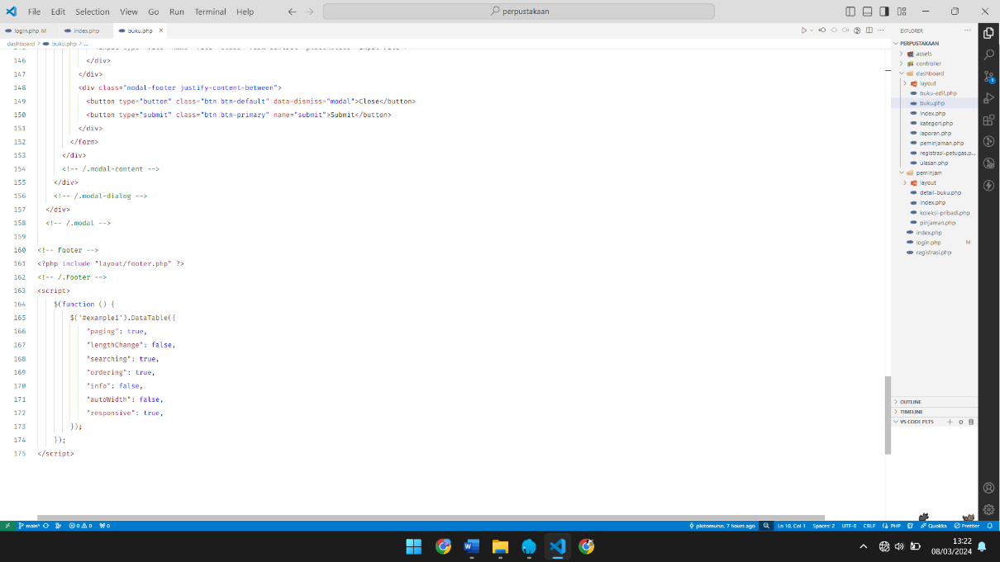 File Edit Selection View Go Run Terminal Help
perpustakaan
login.php M
index.php
buku.php
dashboard > buku.php > ...
146 </div>
147 </div>
148 <div class="modal-footer justify-content-between">
149 <button type="button" class="btn btn-default" data-dismiss="modal">Close</button>
150 <button type="submit" class="btn btn-primary" name="submit">Submit</button>
151 </div>
152 </form>
153 </div>
154 <!-- /.modal-content -->
155 </div>
156 <!-- /.modal-dialog -->
157 </div>
158 <!-- /.modal -->
159
160 <!-- Footer -->
161 <?php include "layout/footer.php" ?>
162 <!-- /.Footer -->
163 <script>
164 $(function () {
165 $('#example1').DataTable({
166 "paging": true,
167 "lengthChange": false,
168 "searching": true,
169 "ordering": true,
170 "info": false,
171 "autoWidth": false,
172 "responsive": true,
173 });
174 });
175 </script>
EXPLORER
PERPUSTAKAAN
assets
controller
dashboard
layout
buku-edit.php
buku.php
index.php
kategori.php
laporan.php
peminjaman.php
registrasi-petugas.p...
ulasan.php
peminjam
layout
detail-buku.php
index.php
koleksi-pribadi.php
pinjaman.php
index.php
login.php M
registrasi.php
OUTLINE
TIMELINE
VS CODE PETS
main* 0 0 0
plutomarus, 7 hours ago Ln 10, Col 1 Spaces: 2 UTF-8 CRLF PHP Quokka Prettier
13:22
08/03/2024